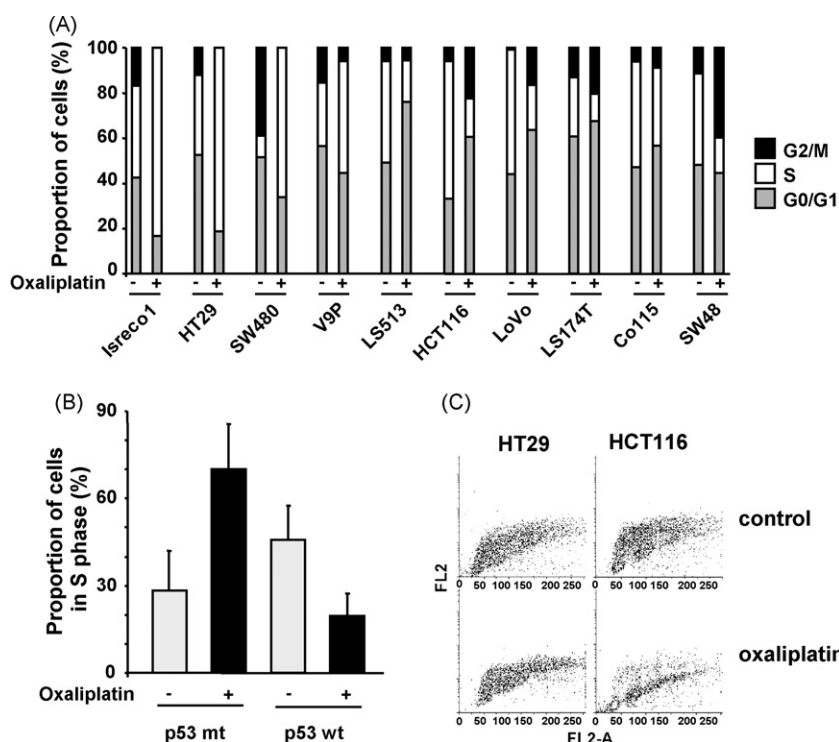 (A)
Proportion of cells (%)
100
80
60
40
20
0
G2/M
S
G0/G1
Oxaliplatin - + - + - + - + - + - + - + - + - + - +
Isreco1 HT29 SW480 V9P LS513 HCT116 LoVo LS174T Co115 SW48
(B)
Proportion of cells
in S phase (%)
90
60
30
0
Oxaliplatin - + - +
p53 mt p53 wt
(C)
HT29 HCT116
control
FL2
0 50 100 150 200 250 0 50 100 150 200 250
oxaliplatin
0 50 100 150 200 250 0 50 100 150 200 250
FL2-A